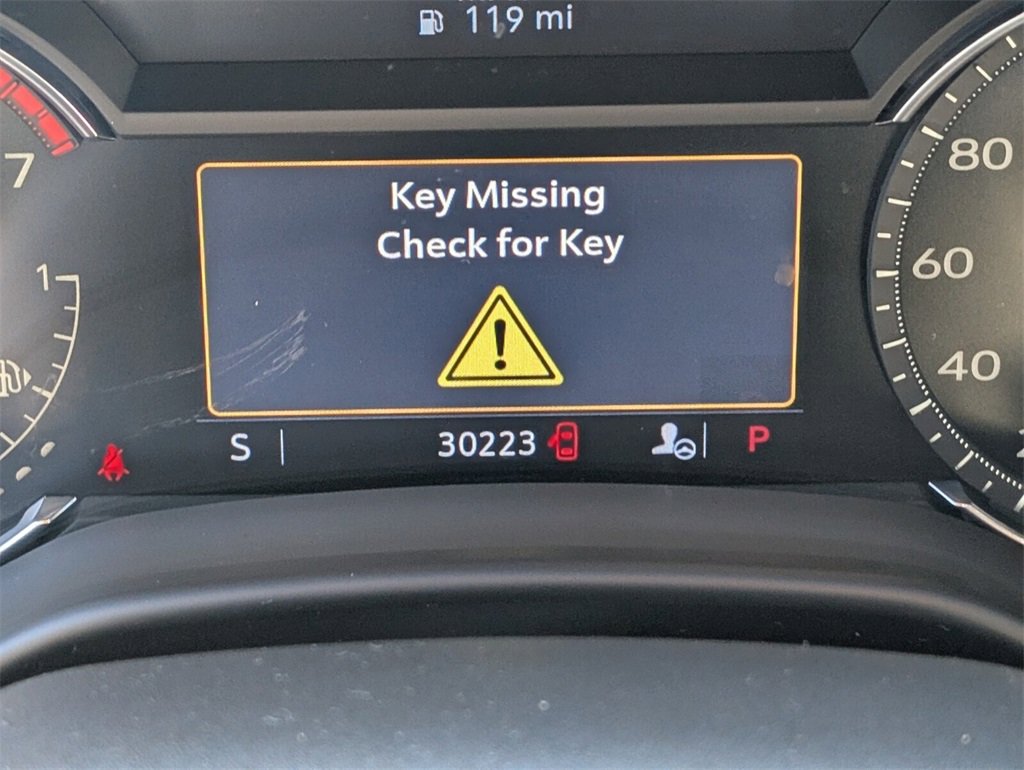 119 mi
7
80
Key Missing
Check for Key
60
1
40
S
30223
P